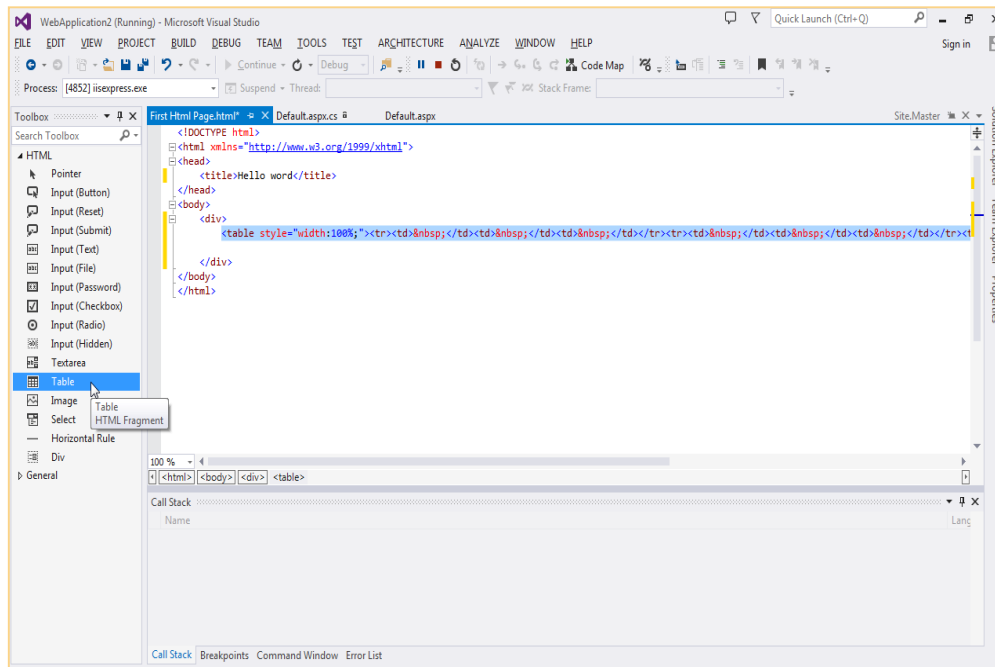 WebApplication2 (Running) - Microsoft Visual Studio
Quick Launch (Ctrl+Q)
FILE EDIT VIEW PROJECT BUILD DEBUG TEAM TOOLS TEST ARCHITECTURE ANALYZE WINDOW HELP
Sign in
Continue Debug Code Map
Process: [4852] iisexpress.exe Suspend Thread: Stack Frame:
Toolbox
Search Toolbox
HTML
Pointer
Input (Button)
Input (Reset)
Input (Submit)
Input (Text)
Input (File)
Input (Password)
Input (Checkbox)
Input (Radio)
Input (Hidden)
Textarea
Table
Image
Select
Horizontal Rule
Div
General
Table
HTML Fragment
First Html Page.html* Default.aspx.cs Default.aspx Site.Master
<!DOCTYPE html>
<html xmlns="http://www.w3.org/1999/xhtml">
<head>
<title>Hello word</title>
</head>
<body>
<div>
<table style="width:100%;"><tr><td>&nbsp;</td><td>&nbsp;</td><td>&nbsp;</td></tr><tr><td>&nbsp;</td><td>&nbsp;</td><td>&nbsp;</td></tr><t
</div>
</body>
</html>
100 %
<html> <body> <div> <table>
Call Stack
Name Lang
Call Stack Breakpoints Command Window Error List
Solution Explorer Team Explorer Properties